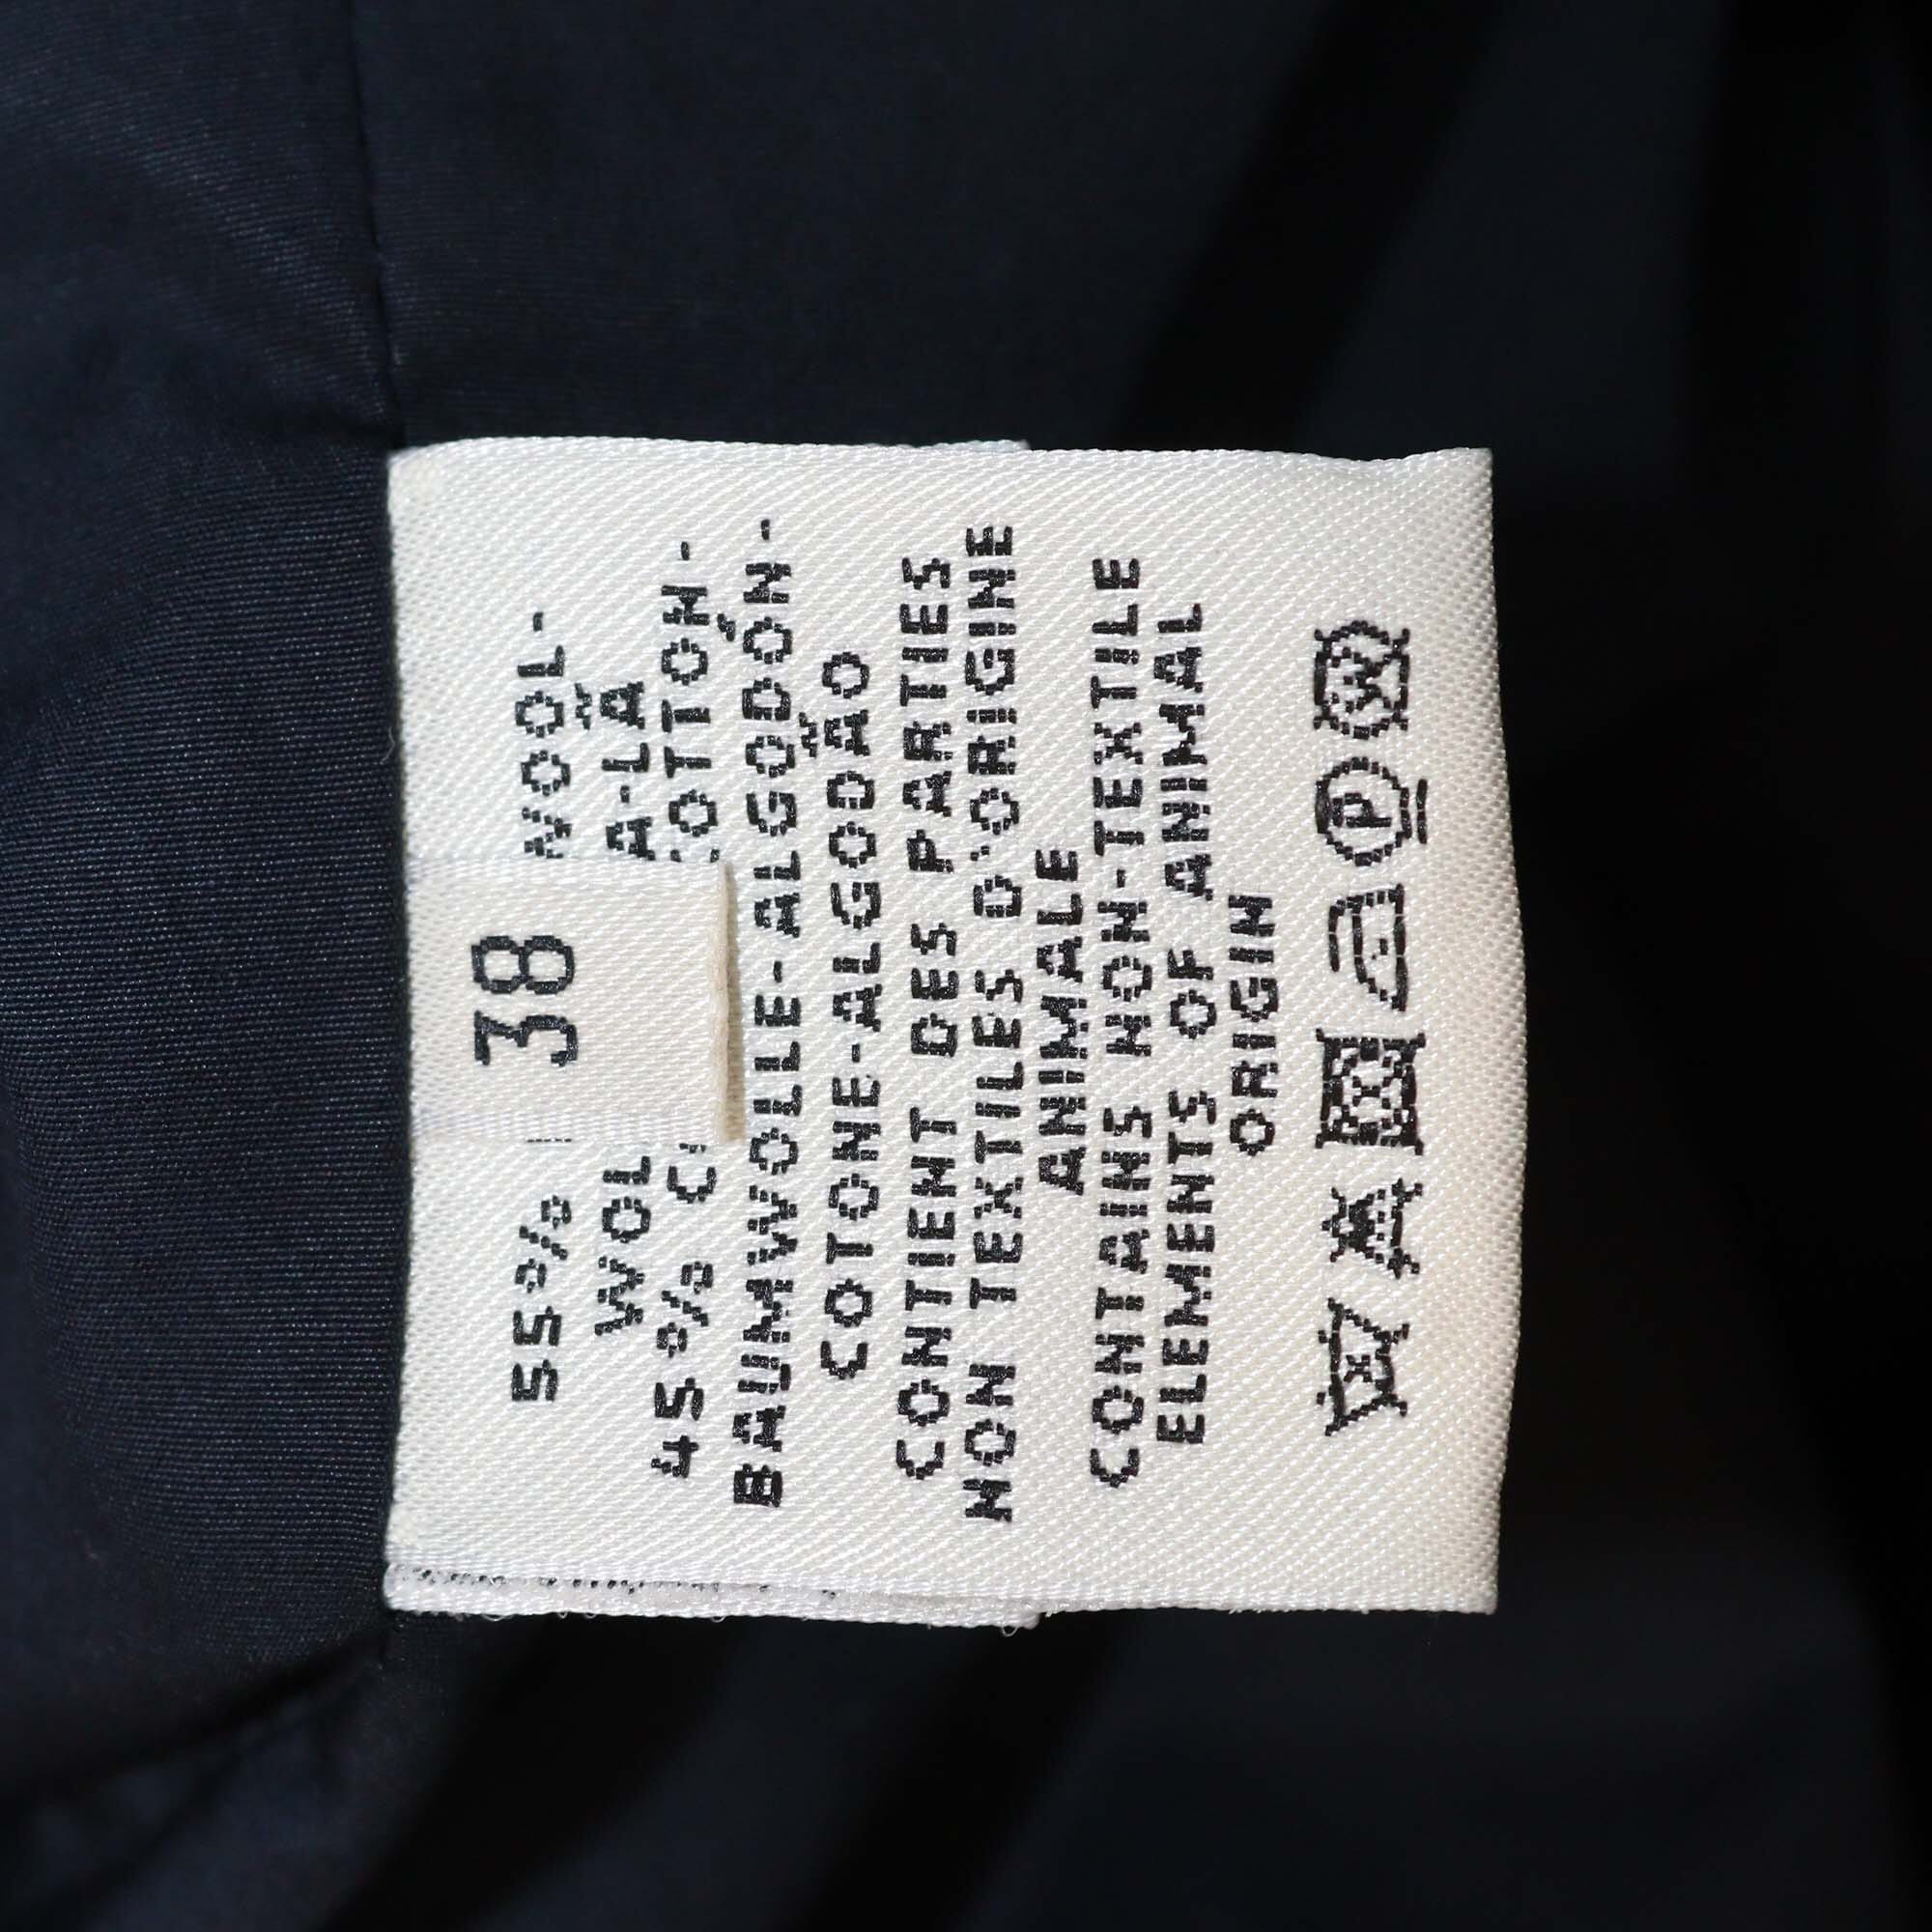 38
55% WOOL-
WOL A-LÃ
45% COTTON-
BAUMWOLLE-ALGODÓN-
COTONE-ALGODÃO
CONTIENT DES PARTIES
NON TEXTILES D'ORIGINE
ANIMALE
CONTAINS NON-TEXTILE
ELEMENTS OF ANIMAL
ORIGIN
P W